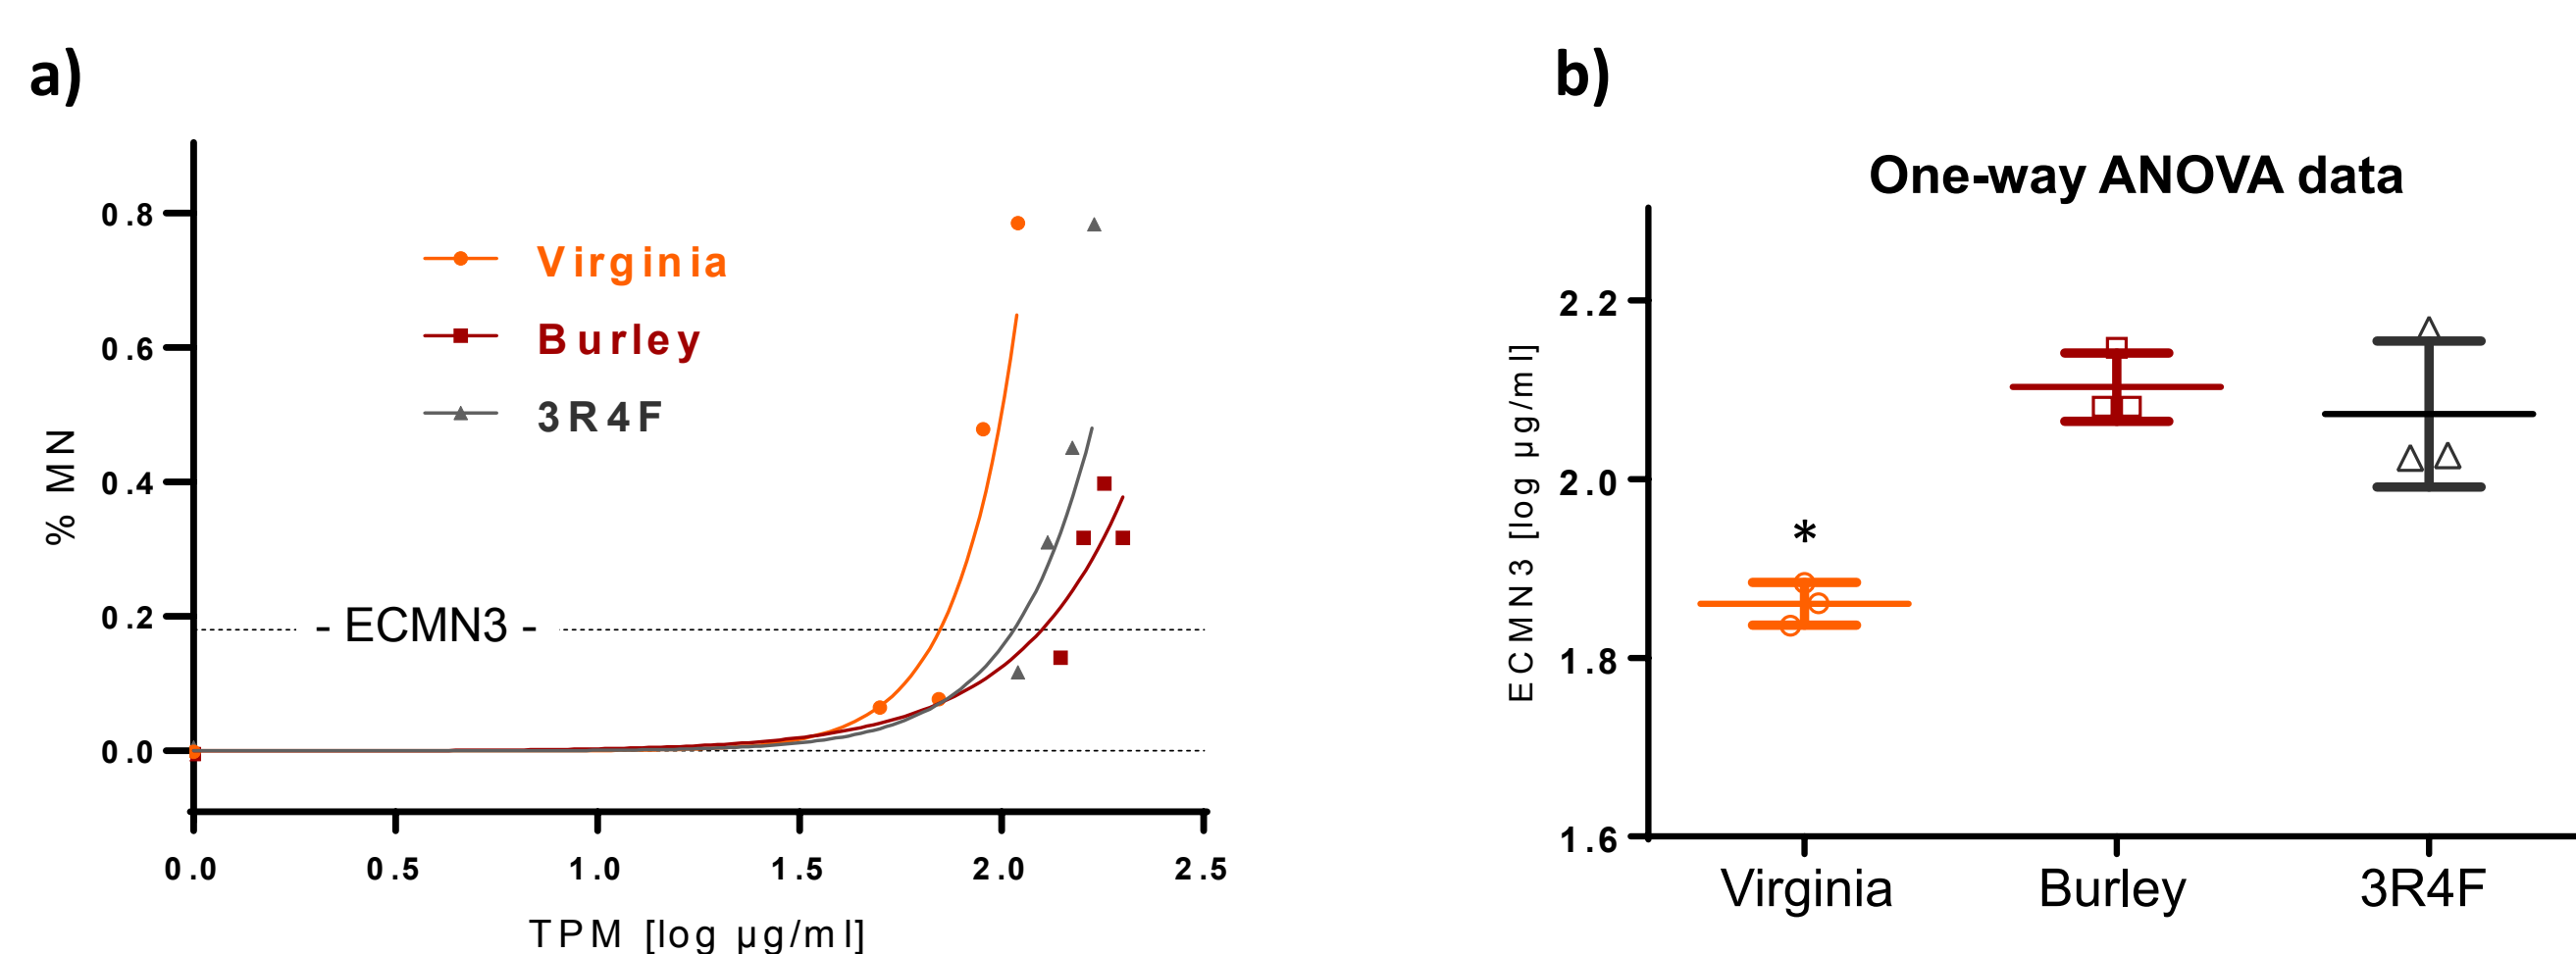 a)
% MN
0.8
0.6
0.4
0.2
0.0
Virginia
Burley
3R4F
- ECMN3 -
0.0 0.5 1.0 1.5 2.0 2.5
TPM [log µg/ml]
b)
One-way ANOVA data
ECMN3 [log µg/ml]
2.2
2.0
1.8
1.6
*
Virginia Burley 3R4F